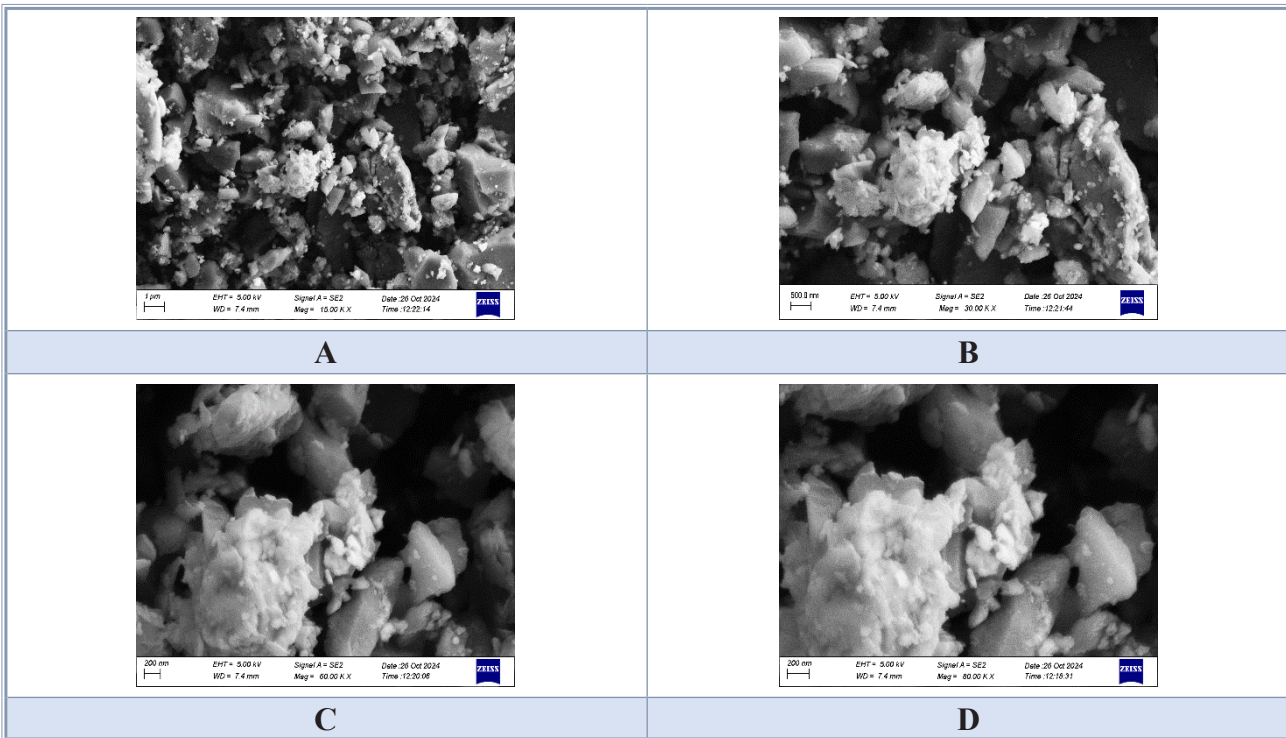 1 µm
EHT = 5.00 kV
WD = 7.4 mm
Signal A = SE2
Mag = 15.00 K X
Date :26 Oct 2024
Time :12:22:14
ZEISS
500.0 nm
EHT = 5.00 kV
WD = 7.4 mm
Signal A = SE2
Mag = 30.00 K X
Date :26 Oct 2024
Time :12:21:44
ZEISS
A
B
200 nm
EHT = 5.00 kV
WD = 7.4 mm
Signal A = SE2
Mag = 60.00 K X
Date :26 Oct 2024
Time :12:20:06
ZEISS
200 nm
EHT = 5.00 kV
WD = 7.4 mm
Signal A = SE2
Mag = 80.00 K X
Date :26 Oct 2024
Time :12:18:31
ZEISS
C
D